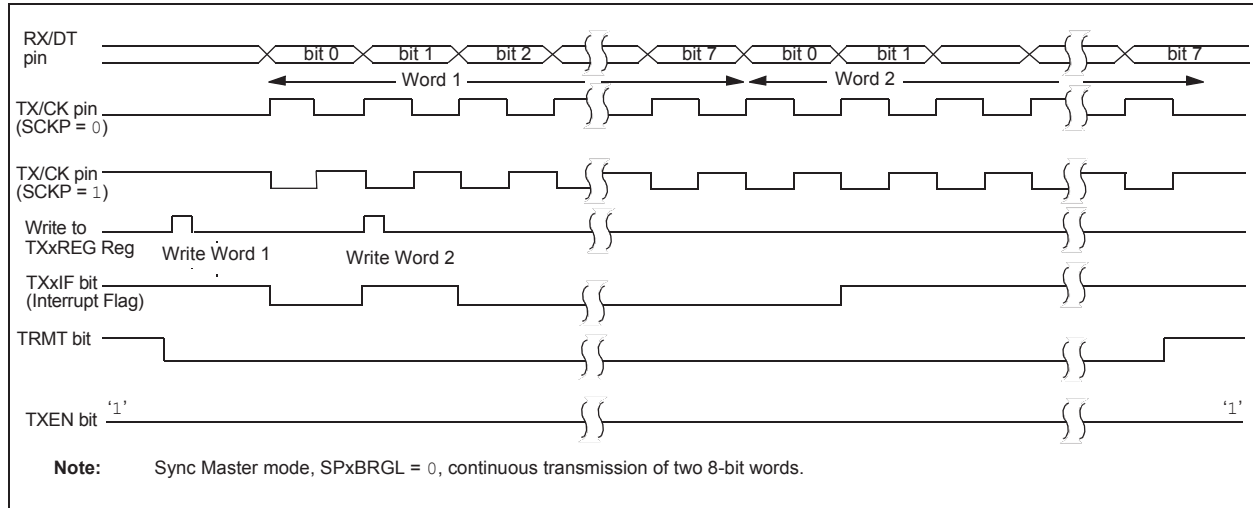 RX/DT
pin
bit 0 bit 1 bit 2 bit 7 bit 0 bit 1 bit 7
Word 1 Word 2
TX/CK pin
(SCKP = 0)
TX/CK pin
(SCKP = 1)
Write to
TXxREG Reg
Write Word 1 Write Word 2
TXxIF bit
(Interrupt Flag)
TRMT bit
TXEN bit
‘1’ ‘1’
Note: Sync Master mode, SPxBRGL = 0, continuous transmission of two 8-bit words.